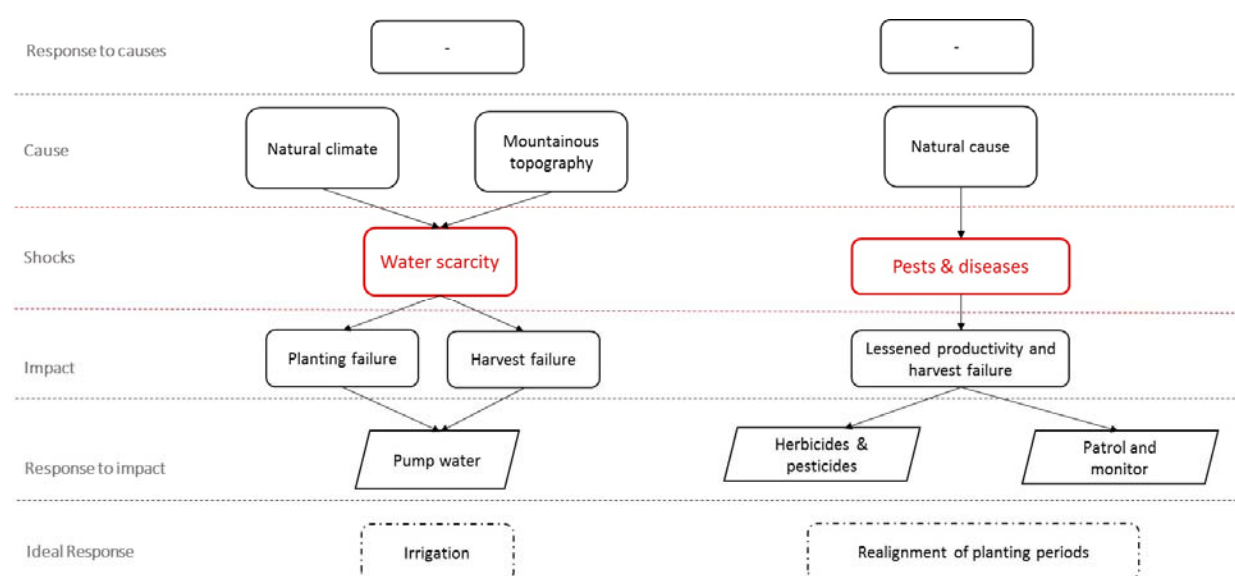 Response to causes
-
-
Cause
Natural climate
Mountainous
topography
Natural cause
Shocks
Water scarcity
Pests & diseases
Impact
Planting failure
Harvest failure
Lessened productivity and
harvest failure
Response to impact
Pump water
Herbicides &
pesticides
Patrol and
monitor
Ideal Response
Irrigation
Realignment of planting periods